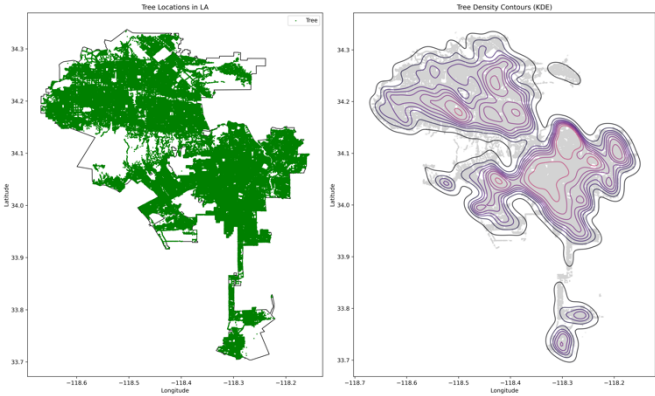 Tree Locations in LA
Tree
34.3
34.2
34.1
34.0
33.9
33.8
33.7
Latitude
−118.6 −118.5 −118.4 −118.3 −118.2
Longitude
Tree Density Contours (KDE)
34.3
34.2
34.1
34.0
33.9
33.8
33.7
Latitude
−118.7 −118.6 −118.5 −118.4 −118.3 −118.2
Longitude